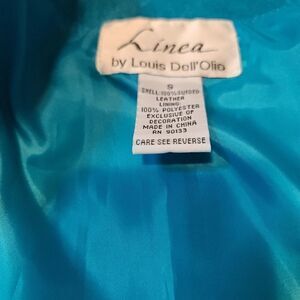 Linea
by Louis Dell'Olio
S
SHELL: 100% SUEDED
LEATHER
LINING:
100% POLYESTER
EXCLUSIVE OF
DECORATION
MADE IN CHINA
RN 90133
CARE SEE REVERSE